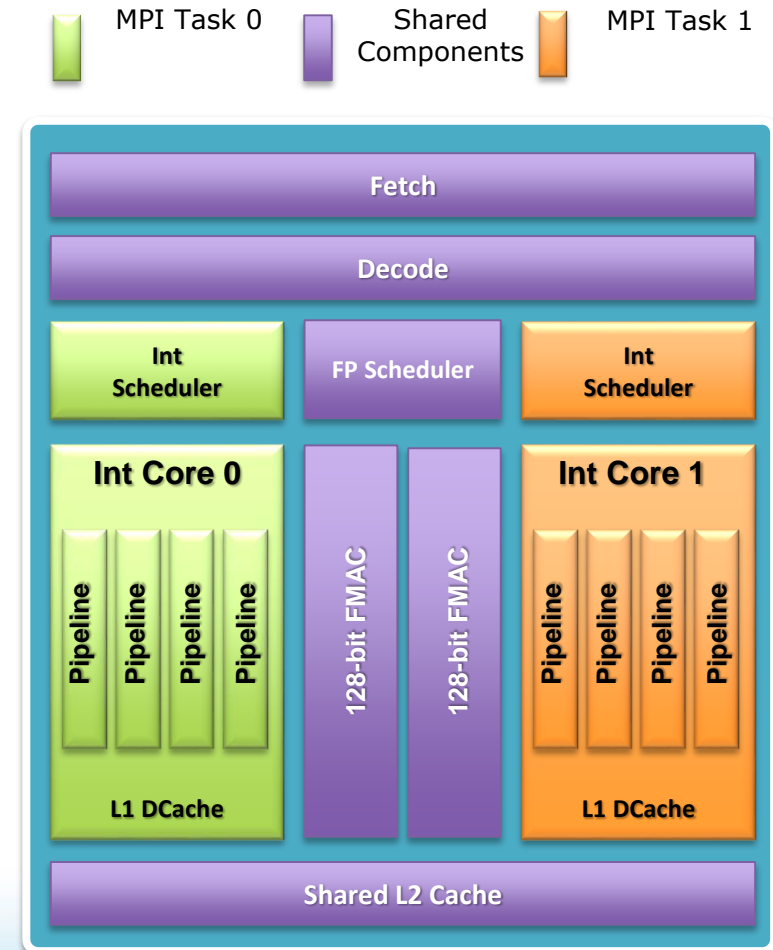 MPI Task 0
Shared
Components
MPI Task 1
Fetch
Decode
Int
Scheduler
FP Scheduler
Int
Scheduler
Int Core 0
Pipeline
Pipeline
Pipeline
Pipeline
L1 DCache
128-bit FMAC
128-bit FMAC
Int Core 1
Pipeline
Pipeline
Pipeline
Pipeline
L1 DCache
Shared L2 Cache